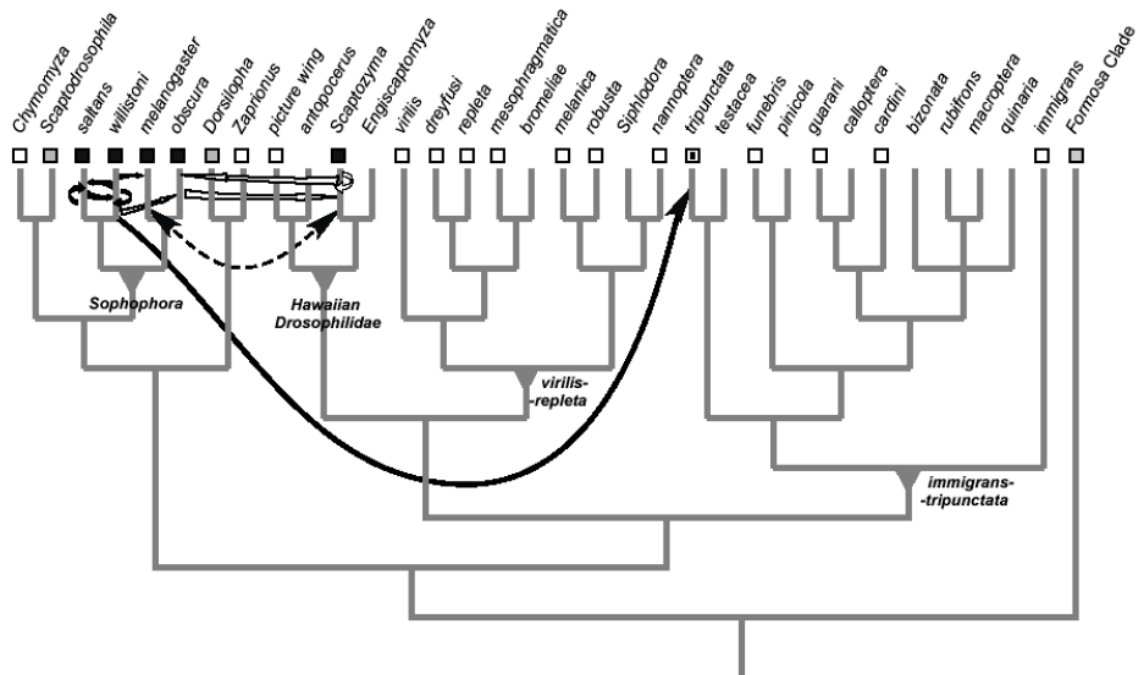 Chymomyza
Scaptodrosophila
saltans
willistoni
melanogaster
obscura
Dorsilopha
Zaprionus
picture wing
antopocerus
Scaptozyma
Engiscaptomyza
virilis
dreyfusi
repleta
mesophragmatica
bromeliae
melanica
robusta
Siphlodora
nannoptera
tripunctata
testacea
funebris
pinicola
guarani
calloptera
cardini
bizonata
rubifrons
macroptera
quinaria
immigrans
Formosa Clade
Sophophora
Hawaiian
Drosophilidae
virilis-
-repleta
immigrans-
-tripunctata